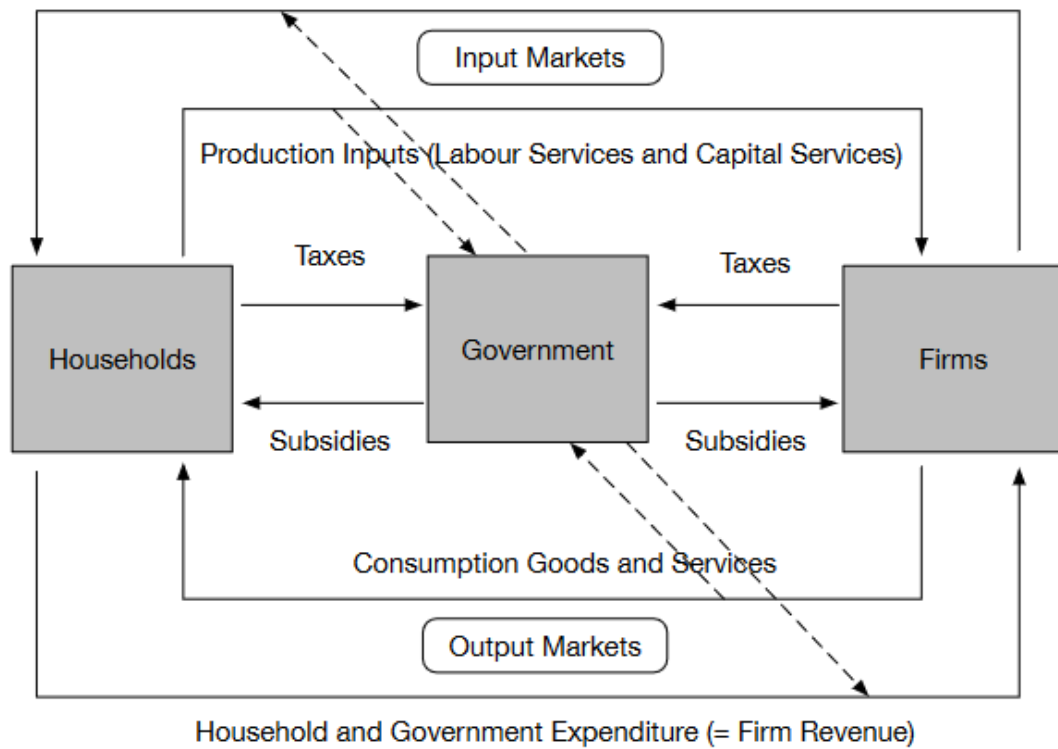 Input Markets
Production Inputs (Labour Services and Capital Services)
Taxes
Taxes
Households
Government
Firms
Subsidies
Subsidies
Consumption Goods and Services
Output Markets
Household and Government Expenditure (= Firm Revenue)